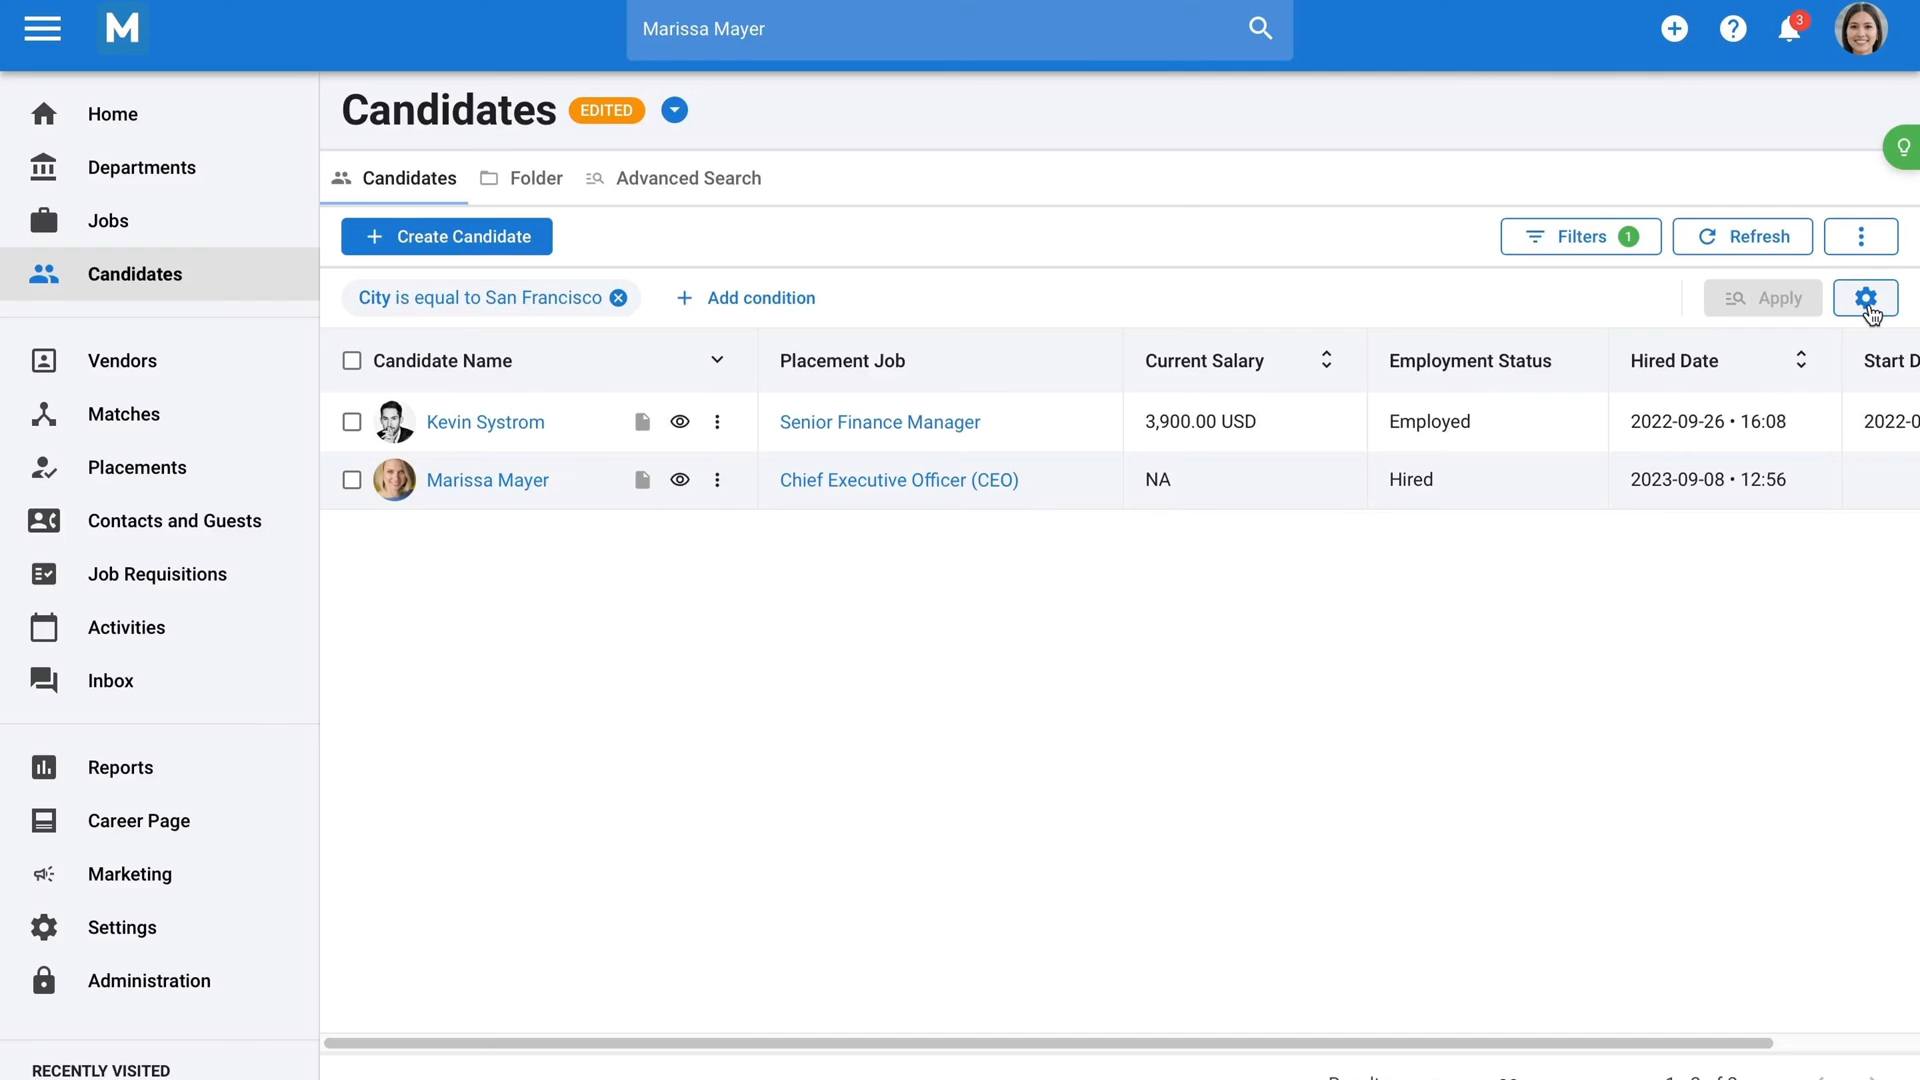 M
Marissa Mayer
3
Home
Departments
Jobs
Candidates
Vendors
Matches
Placements
Contacts and Guests
Job Requisitions
Activities
Inbox
Reports
Career Page
Marketing
Settings
Administration
RECENTLY VISITED
Candidates EDITED
Candidates Folder Advanced Search
+ Create Candidate Filters 1 Refresh
City is equal to San Francisco + Add condition Apply
Candidate Name Placement Job Current Salary Employment Status Hired Date Start D
Kevin Systrom Senior Finance Manager 3,900.00 USD Employed 2022-09-26 • 16:08 2022-0
Marissa Mayer Chief Executive Officer (CEO) NA Hired 2023-09-08 • 12:56